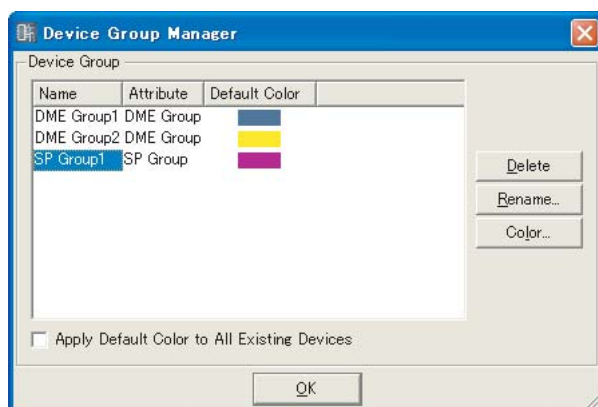 Device Group Manager
Device Group
Name Attribute Default Color
DME Group1 DME Group
DME Group2 DME Group
SP Group1 SP Group
Delete
Rename...
Color...
Apply Default Color to All Existing Devices
OK